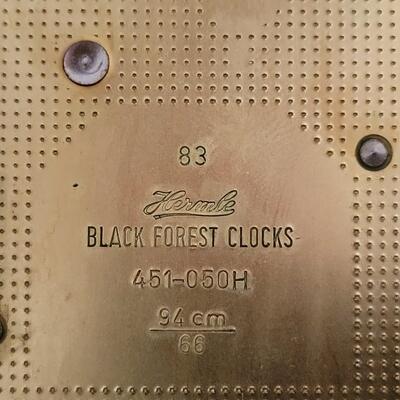 83
Hermle
BLACK FOREST CLOCKS
451-050H
94 cm
66